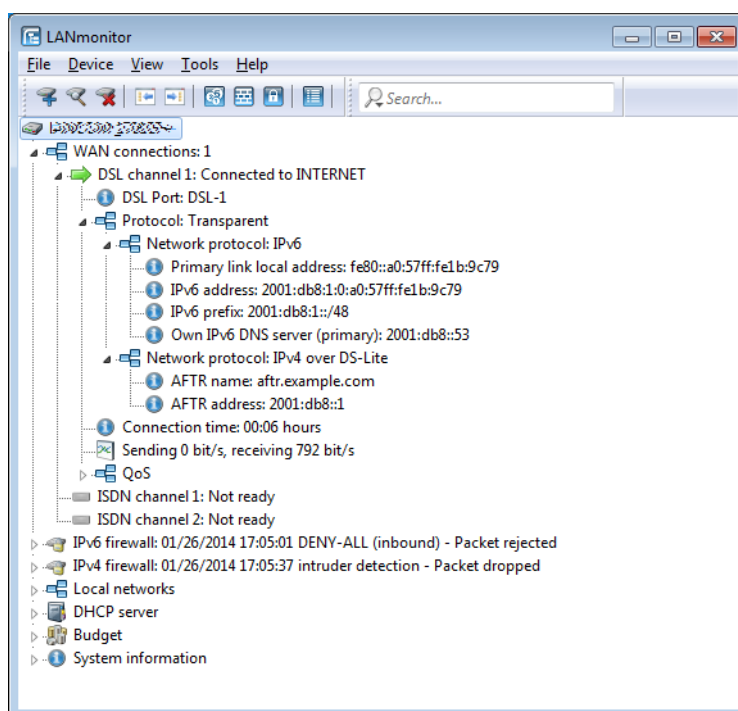 LANmonitor
File Device View Tools Help
Search...
WAN connections: 1
DSL channel 1: Connected to INTERNET
DSL Port: DSL-1
Protocol: Transparent
Network protocol: IPv6
Primary link local address: fe80::a0:57ff:fe1b:9c79
IPv6 address: 2001:db8:1:0:a0:57ff:fe1b:9c79
IPv6 prefix: 2001:db8:1::/48
Own IPv6 DNS server (primary): 2001:db8::53
Network protocol: IPv4 over DS-Lite
AFTR name: aftr.example.com
AFTR address: 2001:db8::1
Connection time: 00:06 hours
Sending 0 bit/s, receiving 792 bit/s
QoS
ISDN channel 1: Not ready
ISDN channel 2: Not ready
IPv6 firewall: 01/26/2014 17:05:01 DENY-ALL (inbound) - Packet rejected
IPv4 firewall: 01/26/2014 17:05:37 intruder detection - Packet dropped
Local networks
DHCP server
Budget
System information